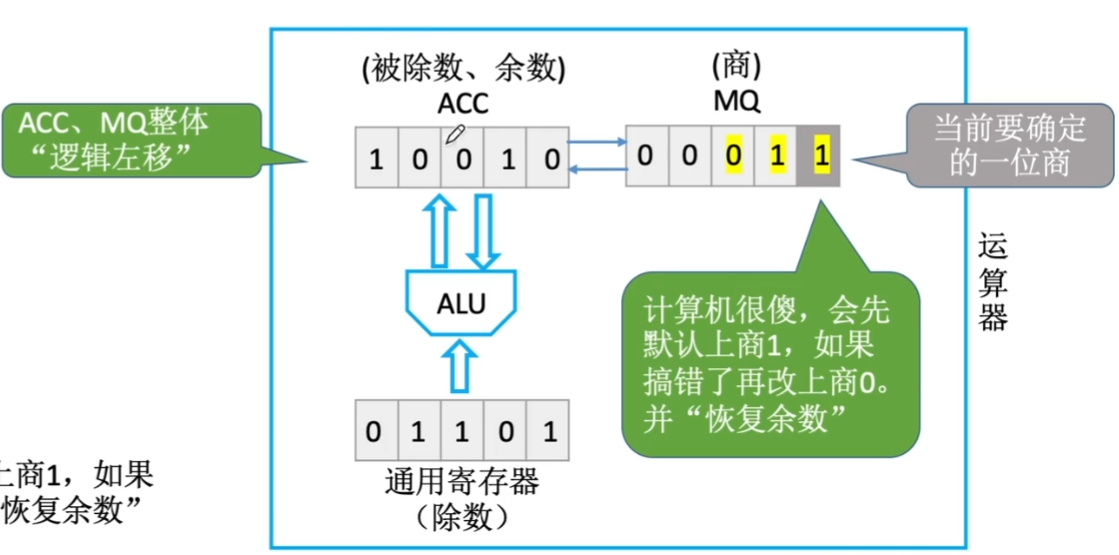 (被除数、余数)
ACC
(商)
MQ
ACC、MQ整体
“逻辑左移”
1 0 0 1 0
0 0 0 1 1
当前要确定
的一位商
运算器
ALU
计算机很傻，会先
默认上商1，如果
搞错了再改上商0。
并“恢复余数”
0 1 1 0 1
通用寄存器
（除数）
上商1，如果
恢复余数”